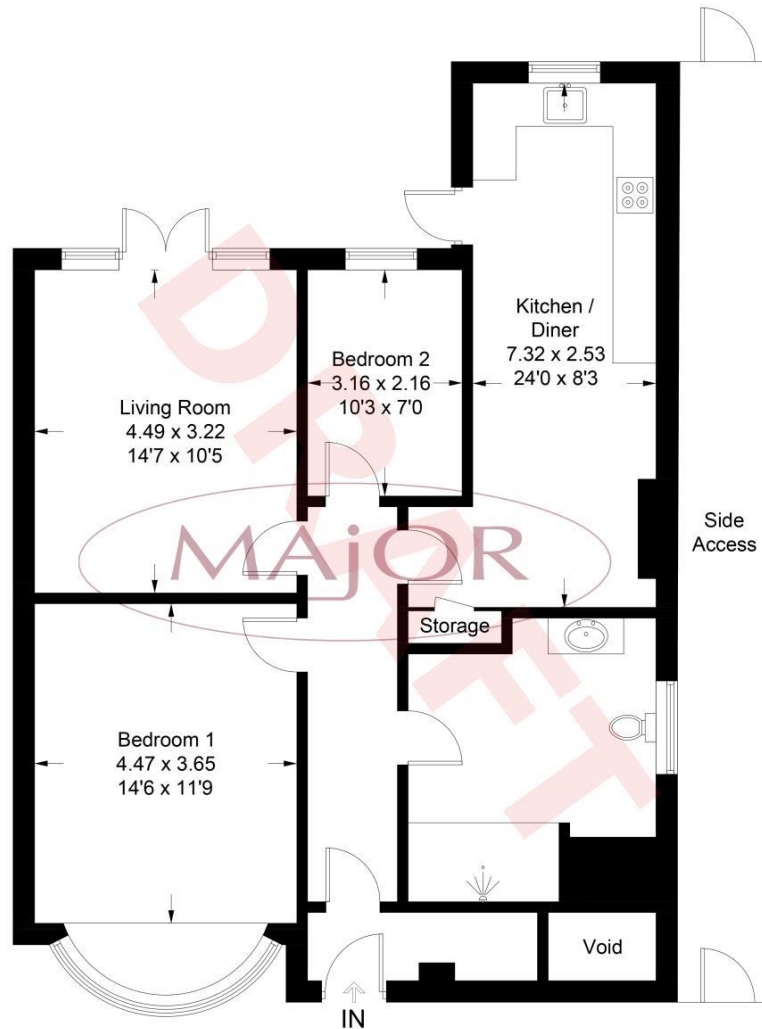 Kitchen /
Diner
7.32 x 2.53
24'0 x 8'3
Bedroom 2
3.16 x 2.16
10'3 x 7'0
Living Room
4.49 x 3.22
14'7 x 10'5
DRAFT
MAjOR
Side
Access
Storage
Bedroom 1
4.47 x 3.65
14'6 x 11'9
Void
IN